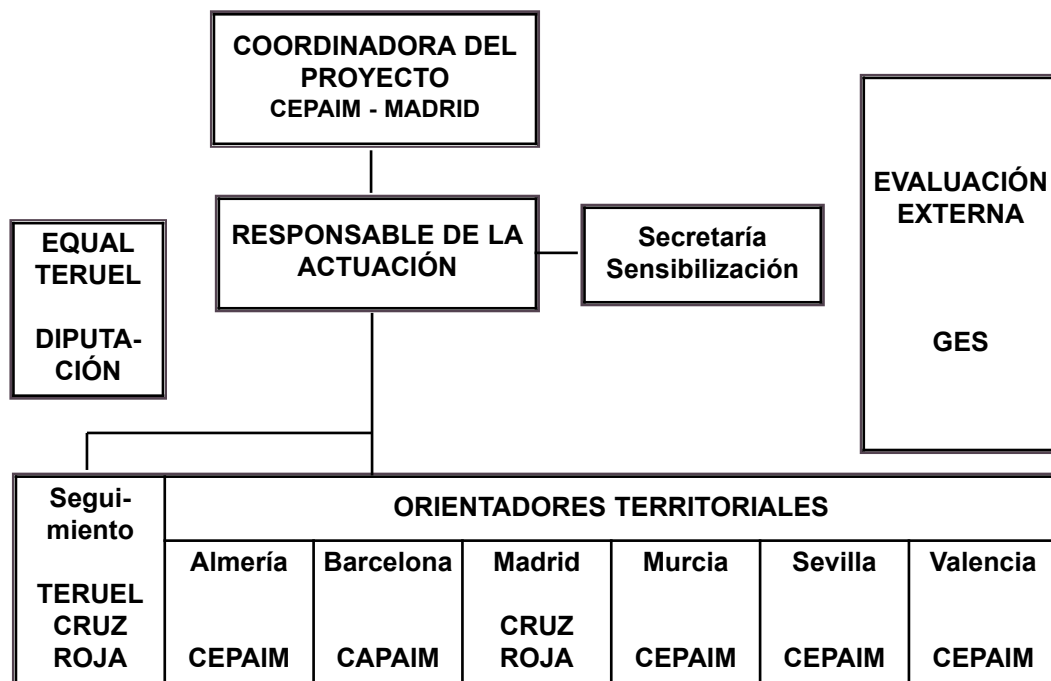 COORDINADORA DEL
PROYECTO
CEPAIM - MADRID
EVALUACIÓN
EXTERNA
GES
EQUAL
TERUEL
DIPUTA-
CIÓN
RESPONSABLE DE LA
ACTUACIÓN
Secretaría
Sensibilización
Segui-
miento
TERUEL
CRUZ
ROJA
ORIENTADORES TERRITORIALES
Almería
CEPAIM
Barcelona
CAPAIM
Madrid
CRUZ
ROJA
Murcia
CEPAIM
Sevilla
CEPAIM
Valencia
CEPAIM